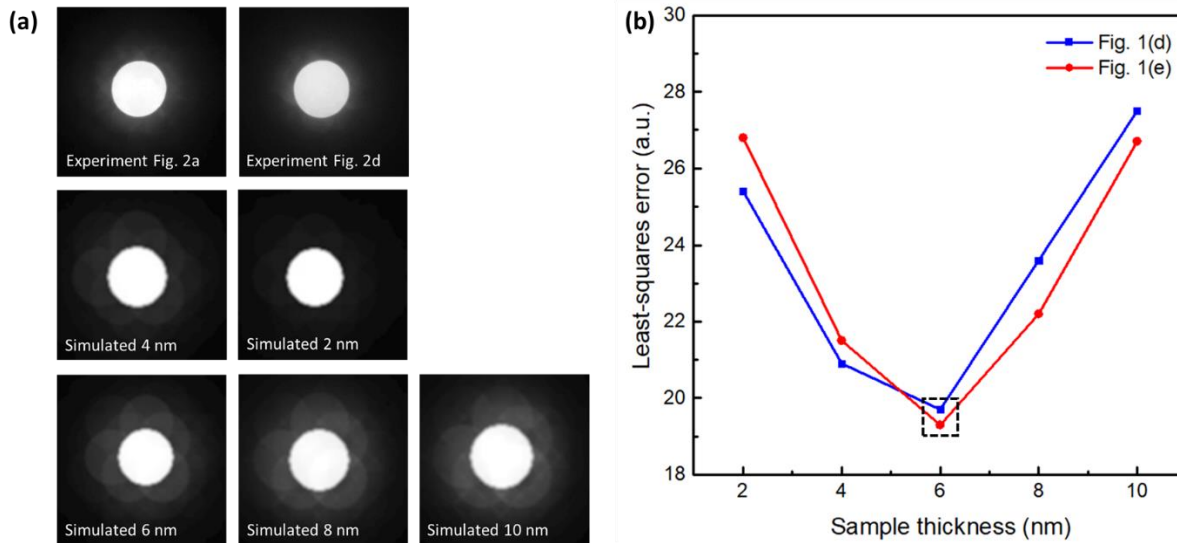 (a)
Experiment Fig. 2a
Experiment Fig. 2d
Simulated 4 nm
Simulated 2 nm
Simulated 6 nm
Simulated 8 nm
Simulated 10 nm
(b)
Fig. 1(d)
Fig. 1(e)
Least-squares error (a.u.)
30
28
26
24
22
20
18
2 4 6 8 10
Sample thickness (nm)